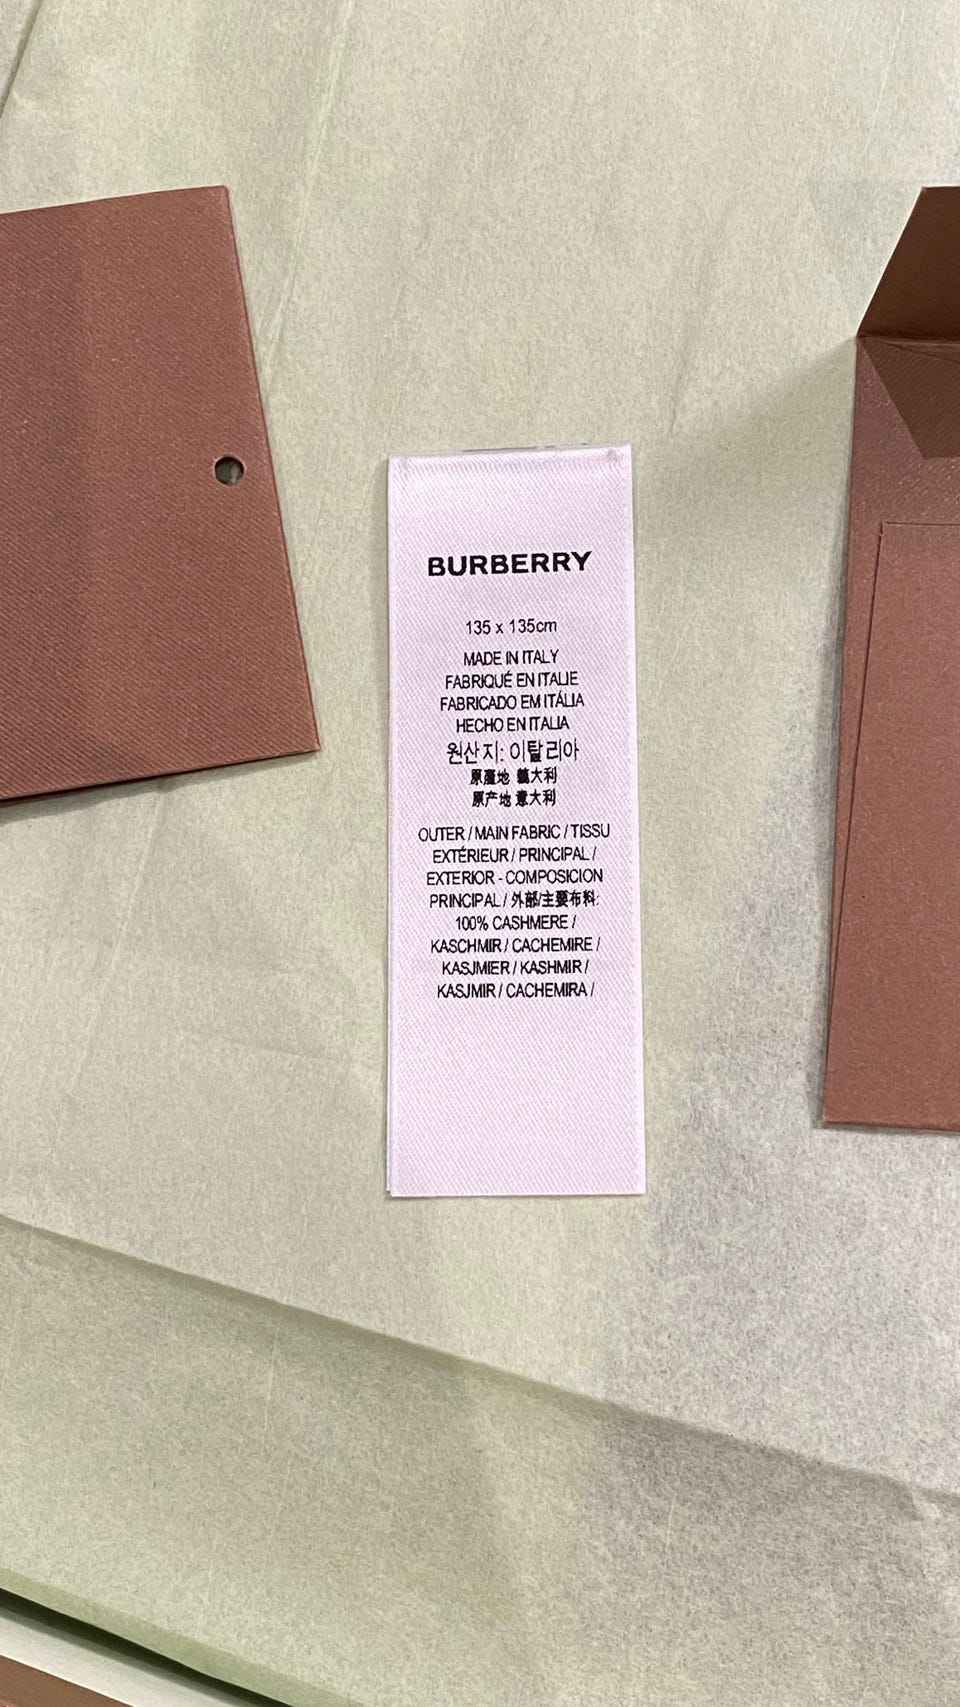 BURBERRY
135 x 135cm
MADE IN ITALY
FABRIQUÉ EN ITALIE
FABRICADO EM ITÁLIA
HECHO EN ITALIA
원산지: 이탈리아
原產地 義大利
原产地 意大利
OUTER / MAIN FABRIC / TISSU
EXTÉRIEUR / PRINCIPAL /
EXTERIOR - COMPOSICION
PRINCIPAL / 外部/主要布料:
100% CASHMERE /
KASCHMIR / CACHEMIRE /
KASJMIER / KASHMIR /
KASJMIR / CACHEMIRA /